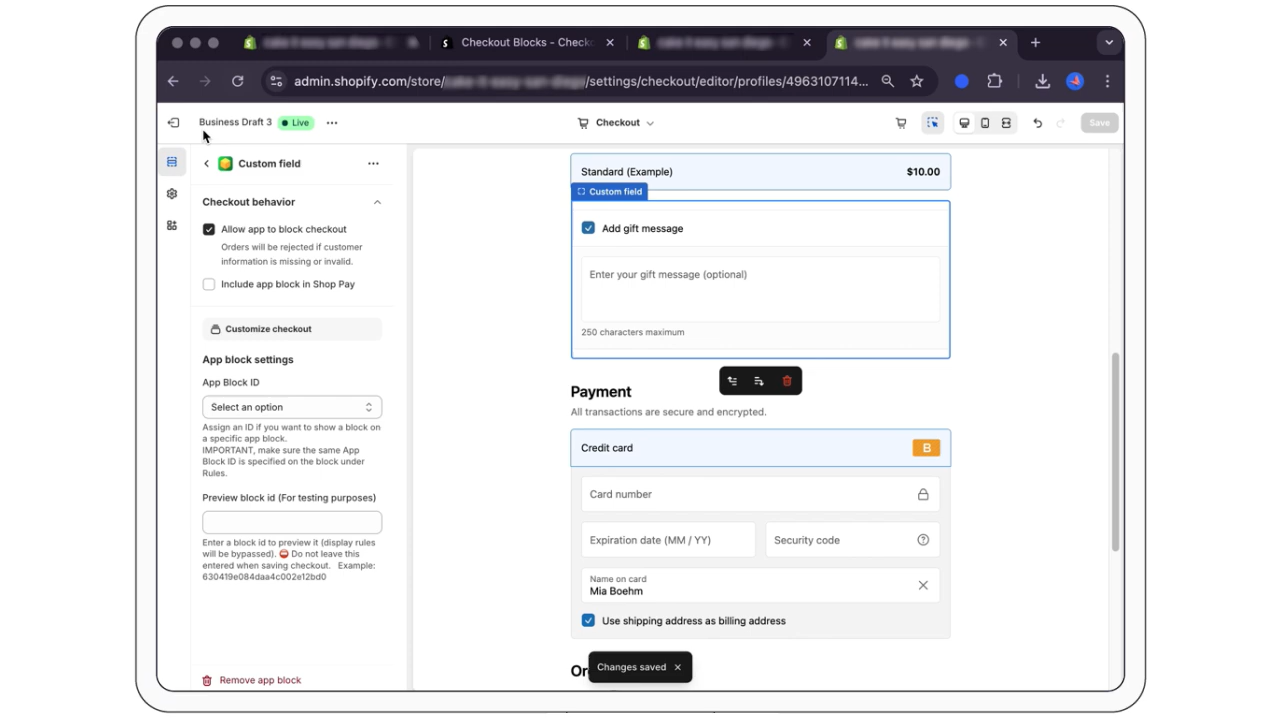 Checkout Blocks - Checko
admin.shopify.com/store/
/settings/checkout/editor/profiles/4963107114...
Business Draft 3
Live
Checkout
Save
Custom field
Checkout behavior
Allow app to block checkout
Orders will be rejected if customer
information is missing or invalid.
Include app block in Shop Pay
Customize checkout
App block settings
App Block ID
Select an option
Assign an ID if you want to show a block on
a specific app block.
IMPORTANT, make sure the same App
Block ID is specified on the block under
Rules.
Preview block id (For testing purposes)
Enter a block id to preview it (display rules
will be bypassed). ⛔ Do not leave this
entered when saving checkout. Example:
630419e084daa4c002e12bd0
Remove app block
Standard (Example) $10.00
Custom field
Add gift message
Enter your gift message (optional)
250 characters maximum
Payment
All transactions are secure and encrypted.
Credit card
B
Card number
Expiration date (MM / YY)
Security code
Name on card
Mia Boehm
Use shipping address as billing address
Or
Changes saved